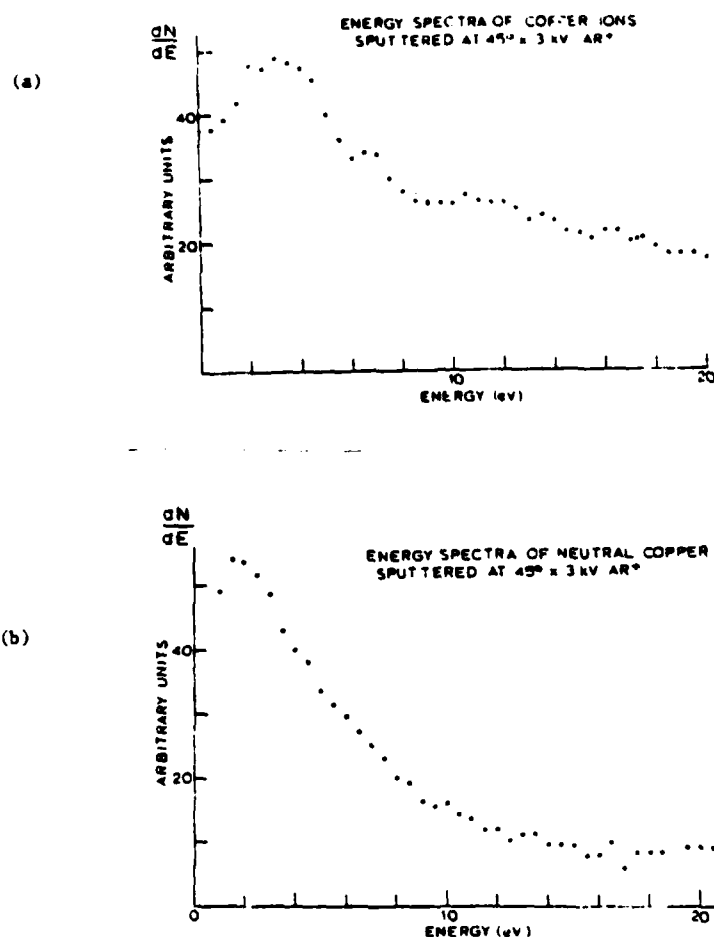 (a)
dN
dE
ENERGY SPECTRA OF COPPER IONS
SPUTTERED AT 45° x 3 kV AR+
ARBITRARY UNITS
40
20
10
20
ENERGY (eV)
(b)
dN
dE
ENERGY SPECTRA OF NEUTRAL COPPER
SPUTTERED AT 45° x 3 kV AR+
ARBITRARY UNITS
40
20
0
10
20
ENERGY (eV)